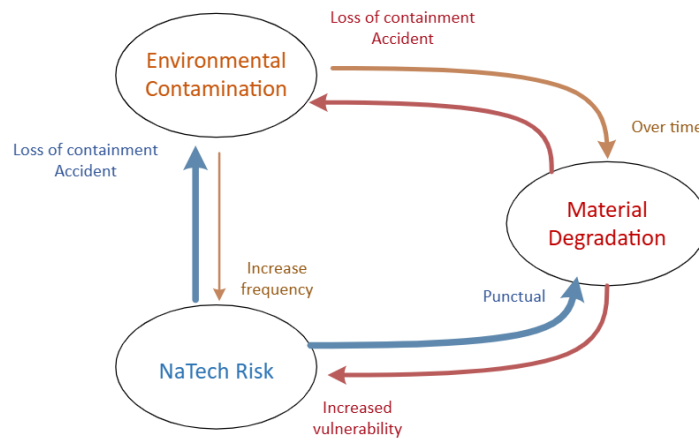 Loss of containment
Accident
Environmental
Contamination
Over time
Loss of containment
Accident
Material
Degradation
Increase
frequency
Punctual
NaTech Risk
Increased
vulnerability